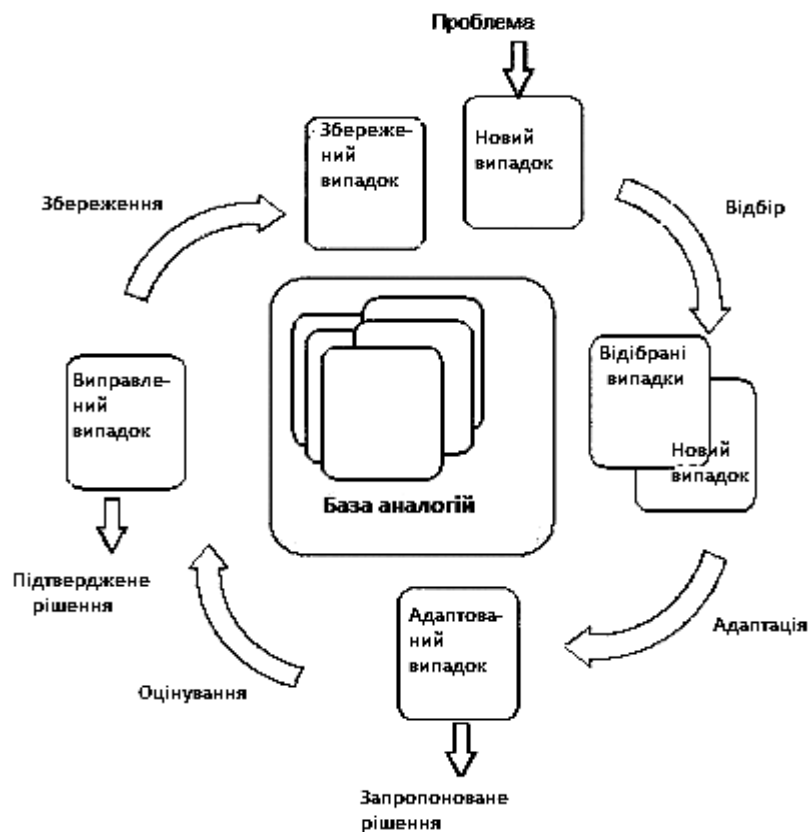 Проблема
Збереже-
ний
випадок
Новий
випадок
Збереження
Відбір
Відібрані
випадки
Новий
випадок
Виправле-
ний
випадок
База аналогій
Підтверджене
рішення
Адаптова-
ний
випадок
Адаптація
Оцінування
Запропоноване
рішення